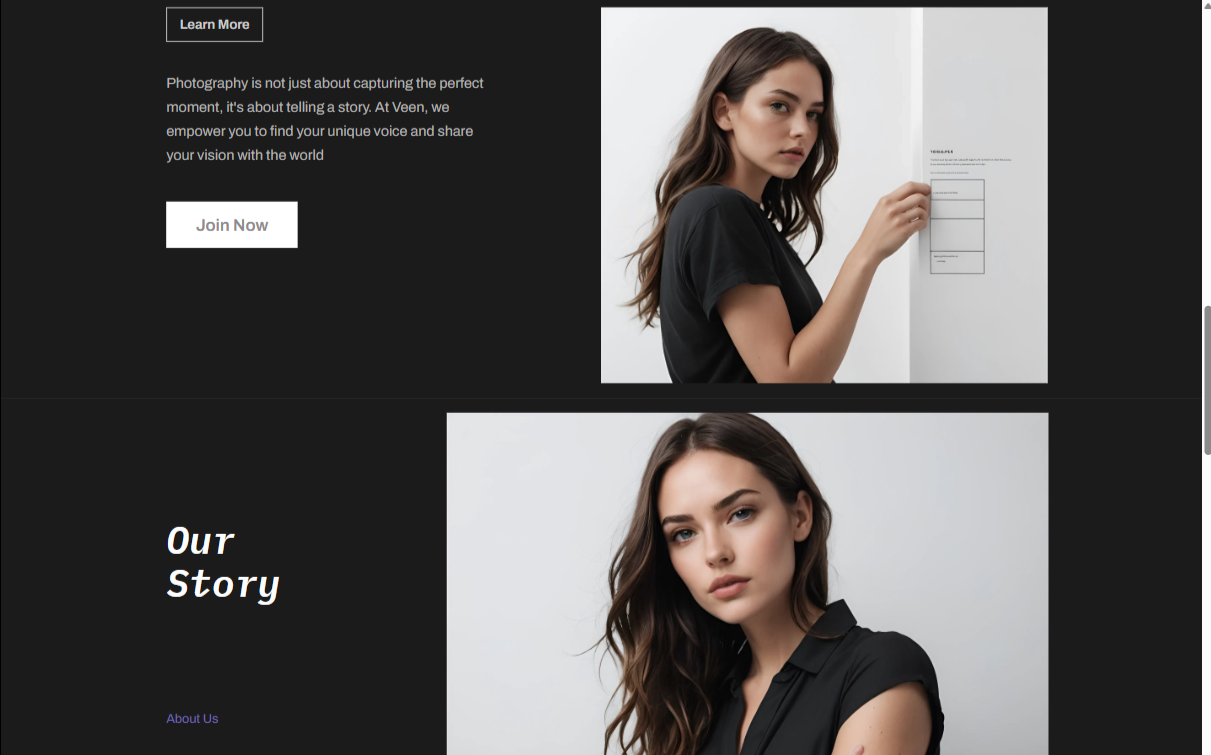 Learn More
Photography is not just about capturing the perfect
moment, it's about telling a story. At Veen, we
empower you to find your unique voice and share
your vision with the world
Join Now
Our
Story
About Us